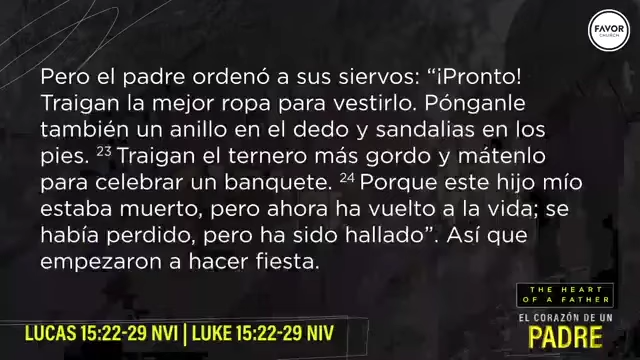 FAVOR
CHURCH
Pero el padre ordenó a sus siervos: “¡Pronto!
Traigan la mejor ropa para vestirlo. Pónganle
también un anillo en el dedo y sandalias en los
pies. 23 Traigan el ternero más gordo y mátenlo
para celebrar un banquete. 24 Porque este hijo mío
estaba muerto, pero ahora ha vuelto a la vida; se
había perdido, pero ha sido hallado”. Así que
empezaron a hacer fiesta.
THE HEART
OF A FATHER
EL CORAZÓN DE UN
PADRE
LUCAS 15:22-29 NVI | LUKE 15:22-29 NIV